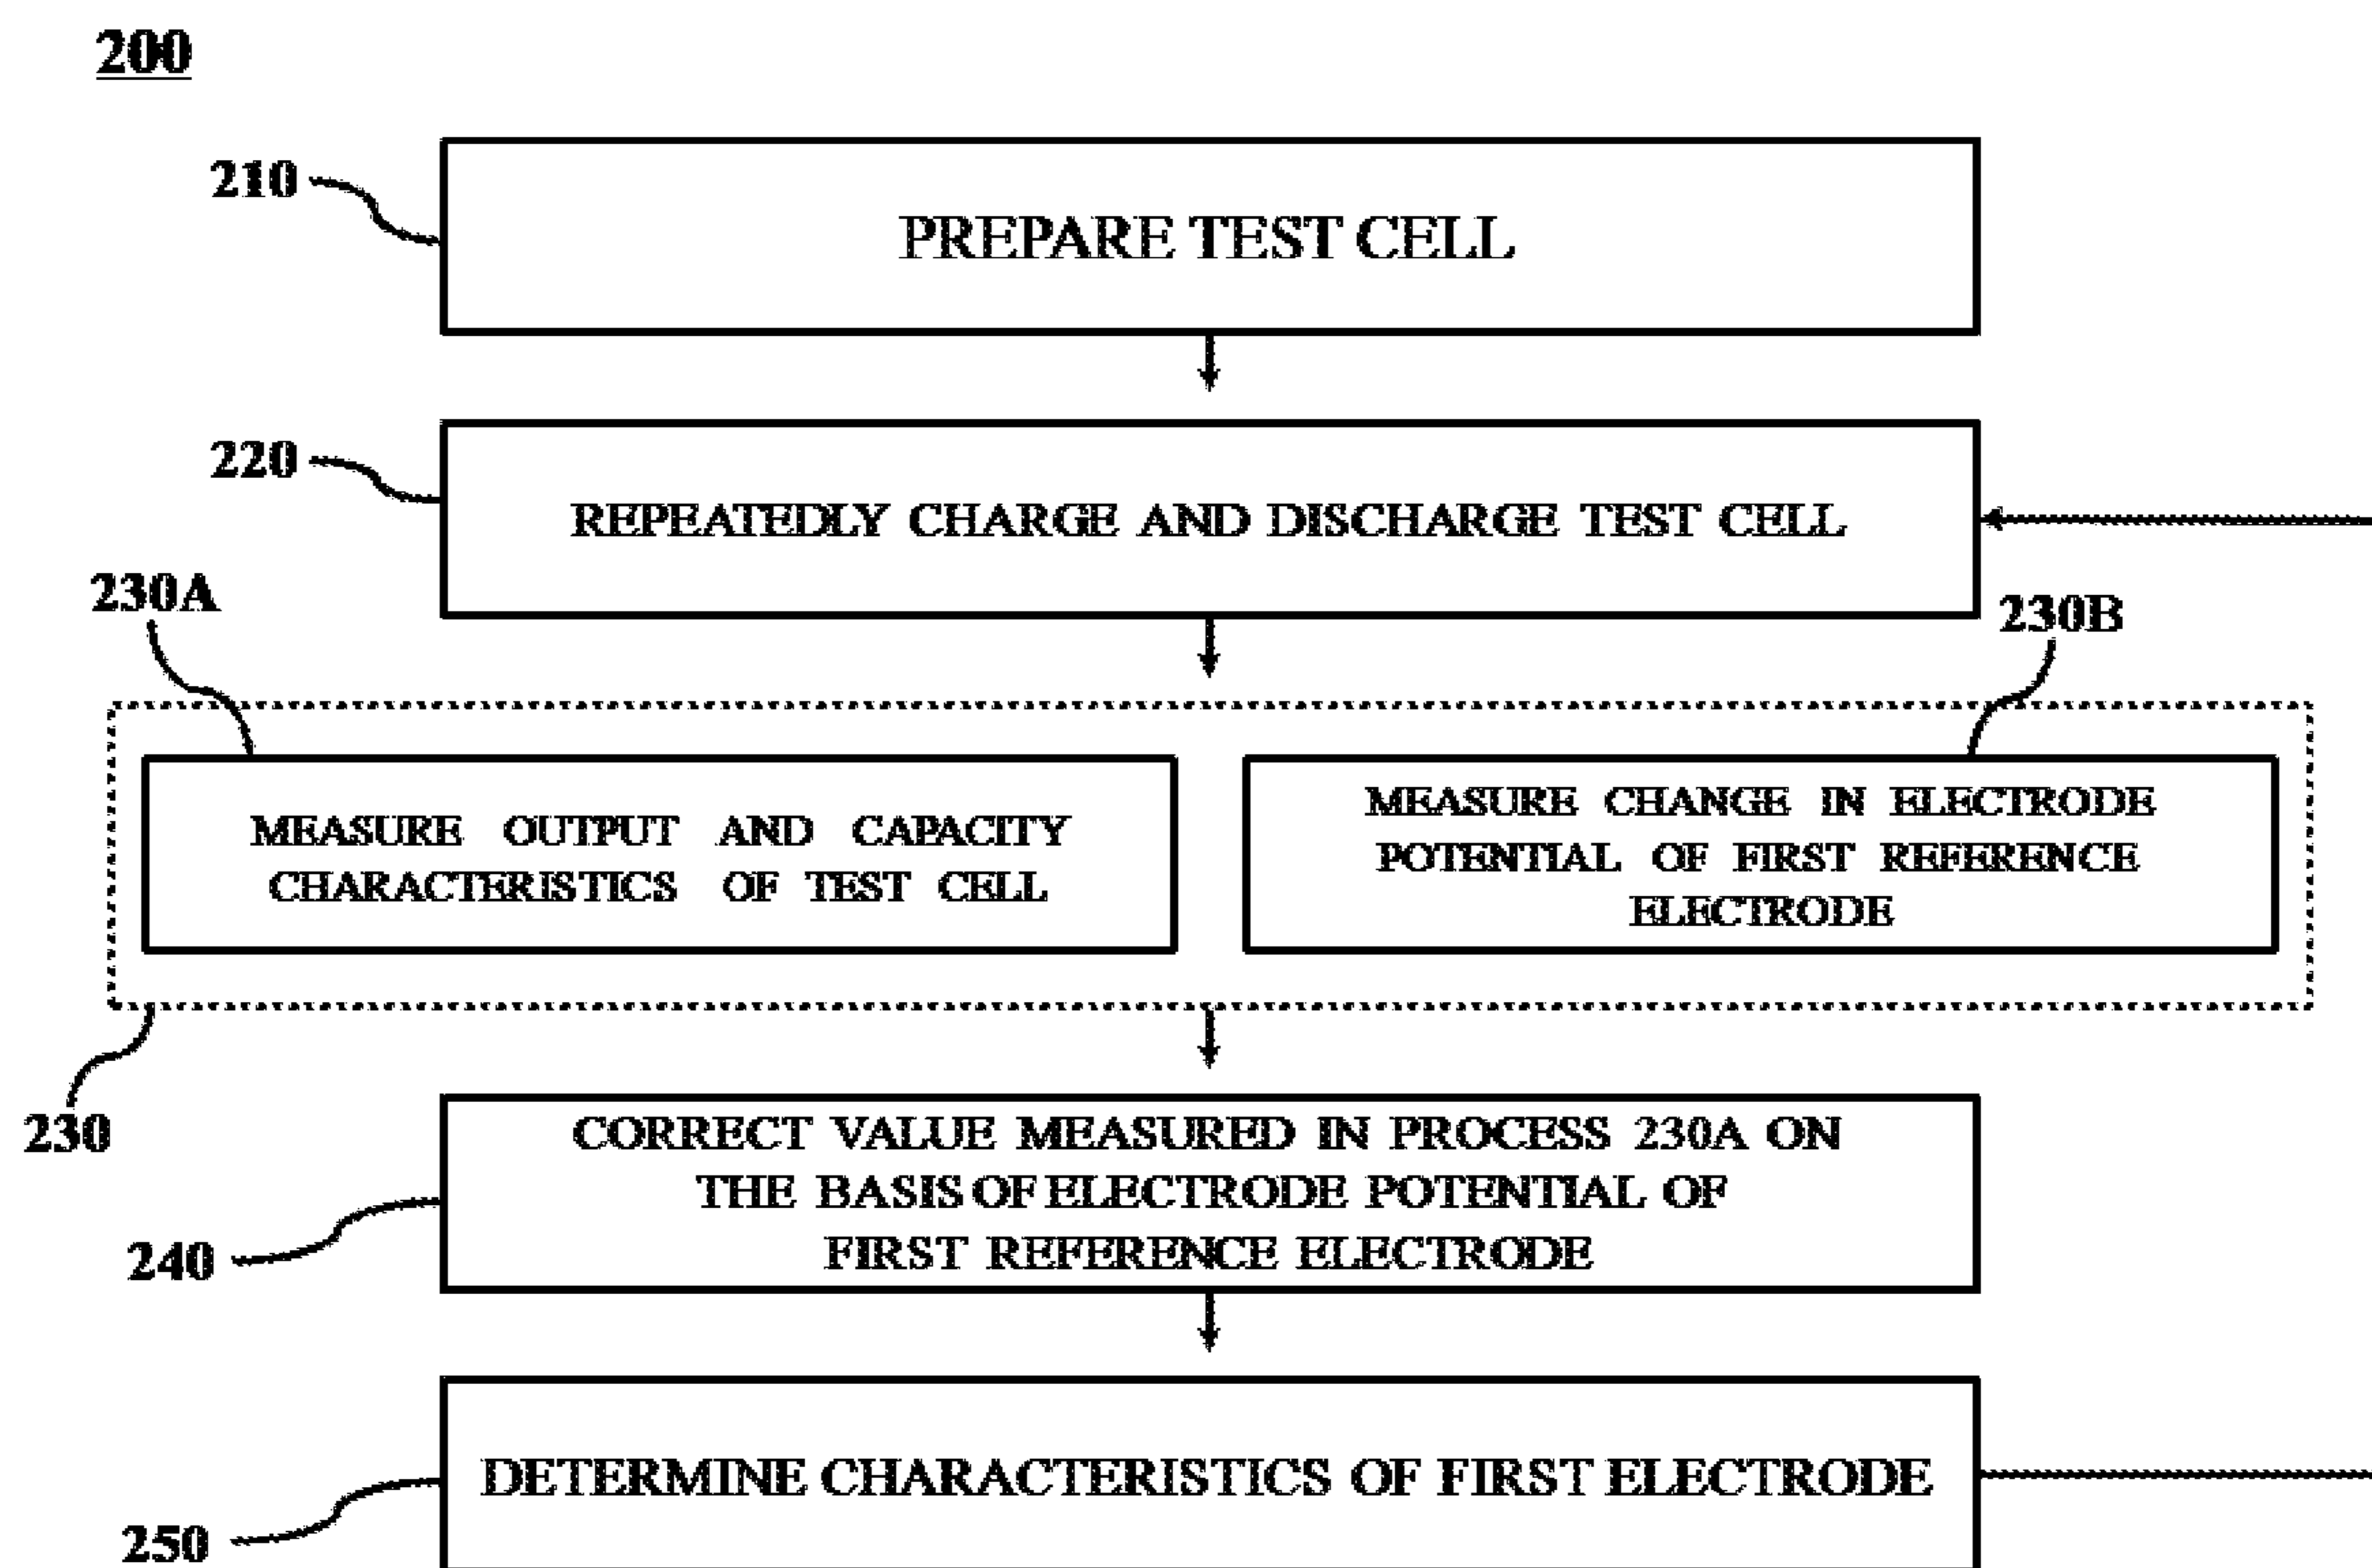 200
210
PREPARE TEST CELL
220
REPEATEDLY CHARGE AND DISCHARGE TEST CELL
230A
230B
MEASURE OUTPUT AND CAPACITY
CHARACTERISTICS OF TEST CELL
MEASURE CHANGE IN ELECTRODE
POTENTIAL OF FIRST REFERENCE
ELECTRODE
230
CORRECT VALUE MEASURED IN PROCESS 230A ON
THE BASIS OF ELECTRODE POTENTIAL OF
FIRST REFERENCE ELECTRODE
240
DETERMINE CHARACTERISTICS OF FIRST ELECTRODE
250